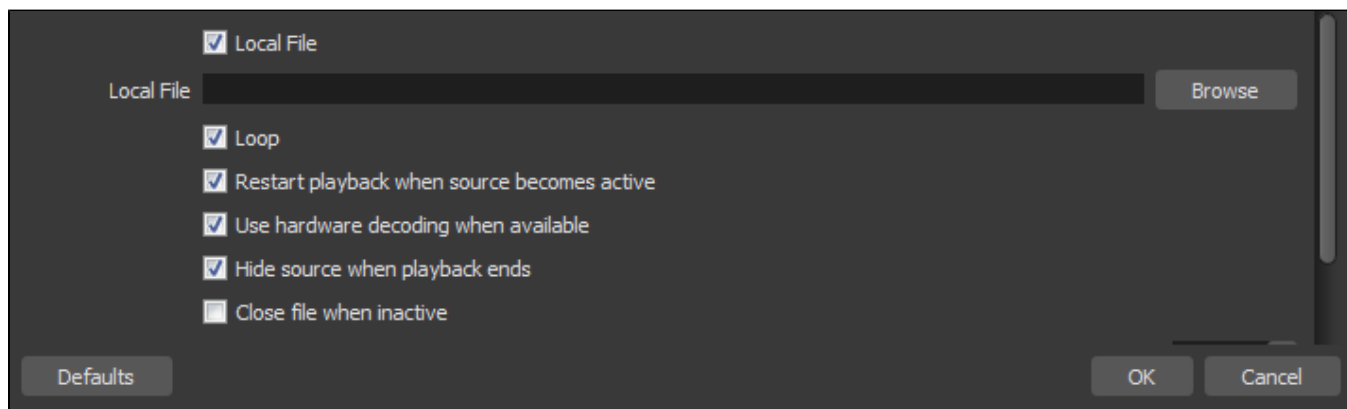 Local File
Local File Browse
Loop
Restart playback when source becomes active
Use hardware decoding when available
Hide source when playback ends
Close file when inactive
Defaults OK Cancel